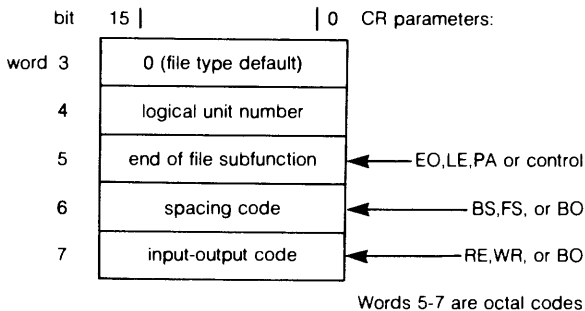 bit 15 | | 0 CR parameters:
word 3 0 (file type default)
4 logical unit number
5 end of file subfunction EO,LE,PA or control
6 spacing code BS,FS, or BO
7 input-output code RE,WR, or BO
Words 5-7 are octal codes